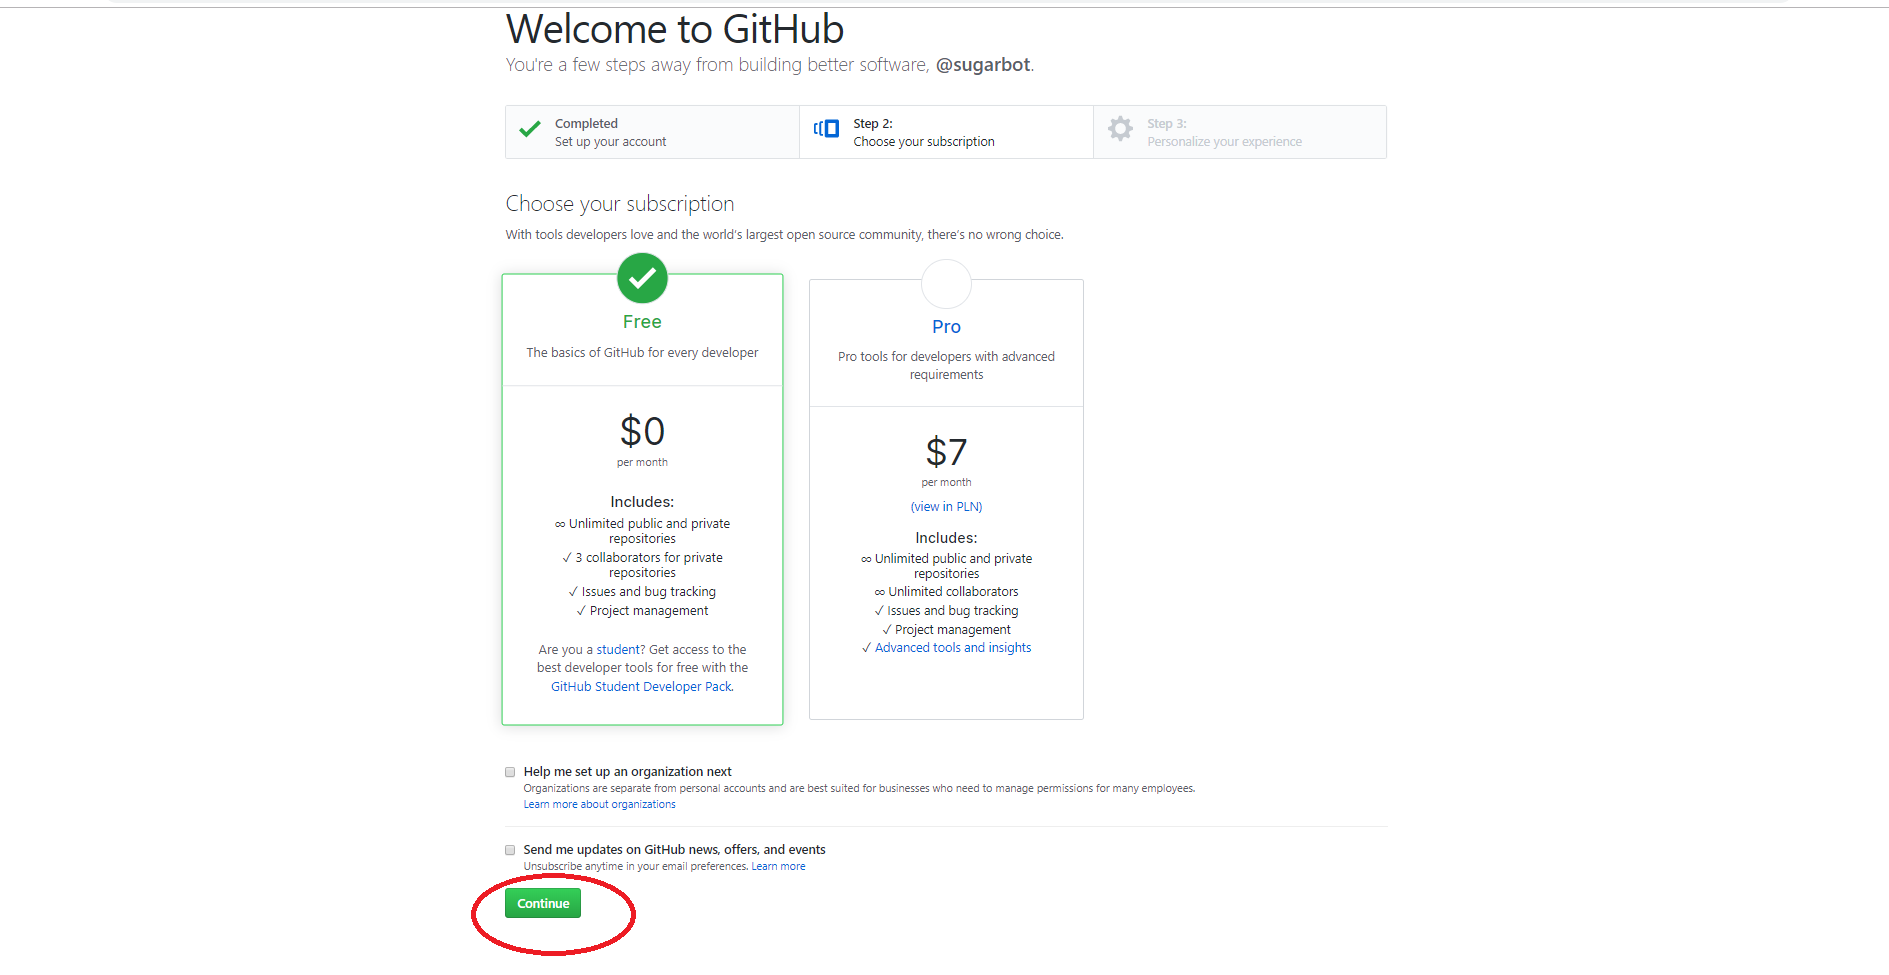 Welcome to GitHub
You're a few steps away from building better software, @sugarbot.
Completed
Set up your account
Step 2:
Choose your subscription
Step 3:
Personalize your experience
Choose your subscription
With tools developers love and the world's largest open source community, there's no wrong choice.
Free
The basics of GitHub for every developer
$0
per month
Includes:
∞ Unlimited public and private
repositories
✓ 3 collaborators for private
repositories
✓ Issues and bug tracking
✓ Project management
Are you a student? Get access to the
best developer tools for free with the
GitHub Student Developer Pack.
Pro
Pro tools for developers with advanced
requirements
$7
per month
(view in PLN)
Includes:
∞ Unlimited public and private
repositories
∞ Unlimited collaborators
✓ Issues and bug tracking
✓ Project management
✓ Advanced tools and insights
Help me set up an organization next
Organizations are separate from personal accounts and are best suited for businesses who need to manage permissions for many employees.
Learn more about organizations
Send me updates on GitHub news, offers, and events
Unsubscribe anytime in your email preferences. Learn more
Continue